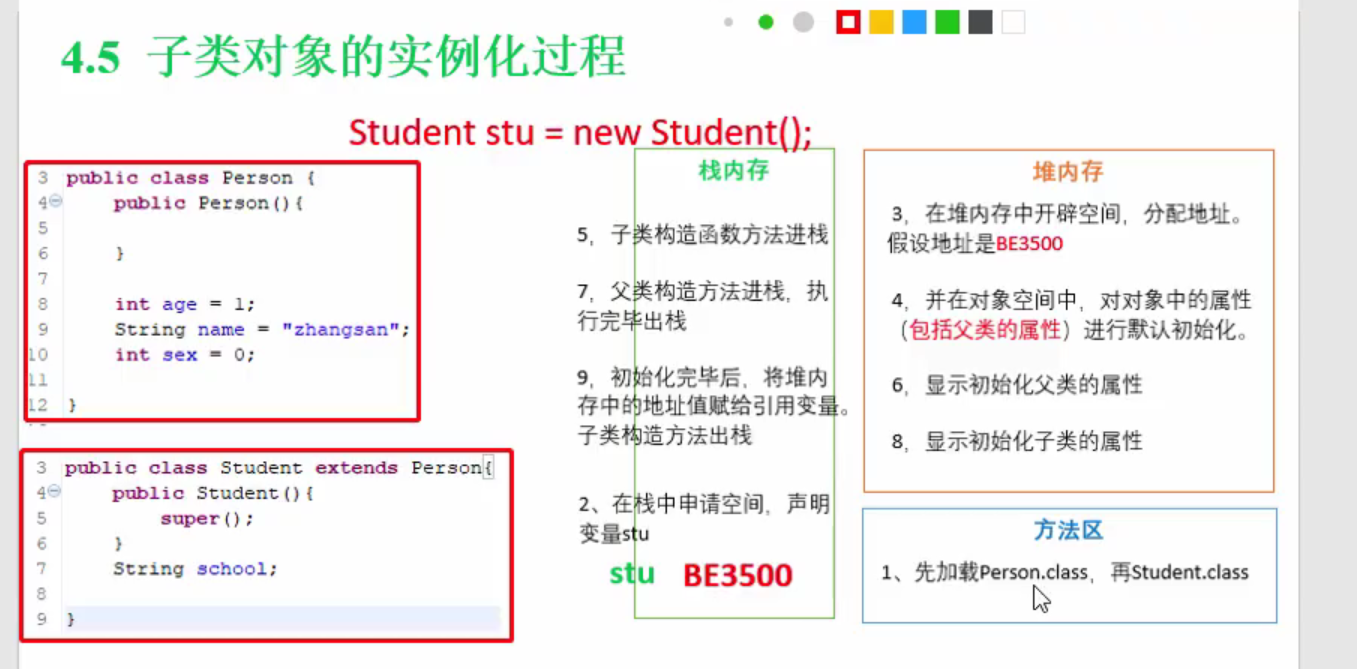 4.5 子类对象的实例化过程
Student stu = new Student();
3 public class Person {
4 public Person(){
5
6 }
7
8 int age = 1;
9 String name = "zhangsan";
10 int sex = 0;
11
12 }
3 public class Student extends Person{
4 public Student(){
5 super();
6 }
7 String school;
8
9 }
栈内存
5，子类构造函数方法进栈
7，父类构造方法进栈，执
行完毕出栈
9，初始化完毕后，将堆内
存中的地址值赋给引用变量。
子类构造方法出栈
2、在栈中申请空间，声明
变量stu
stu BE3500
堆内存
3，在堆内存中开辟空间，分配地址。
假设地址是BE3500
4，并在对象空间中，对对象中的属性
（包括父类的属性）进行默认初始化。
6，显示初始化父类的属性
8，显示初始化子类的属性
方法区
1、先加载Person.class，再Student.class